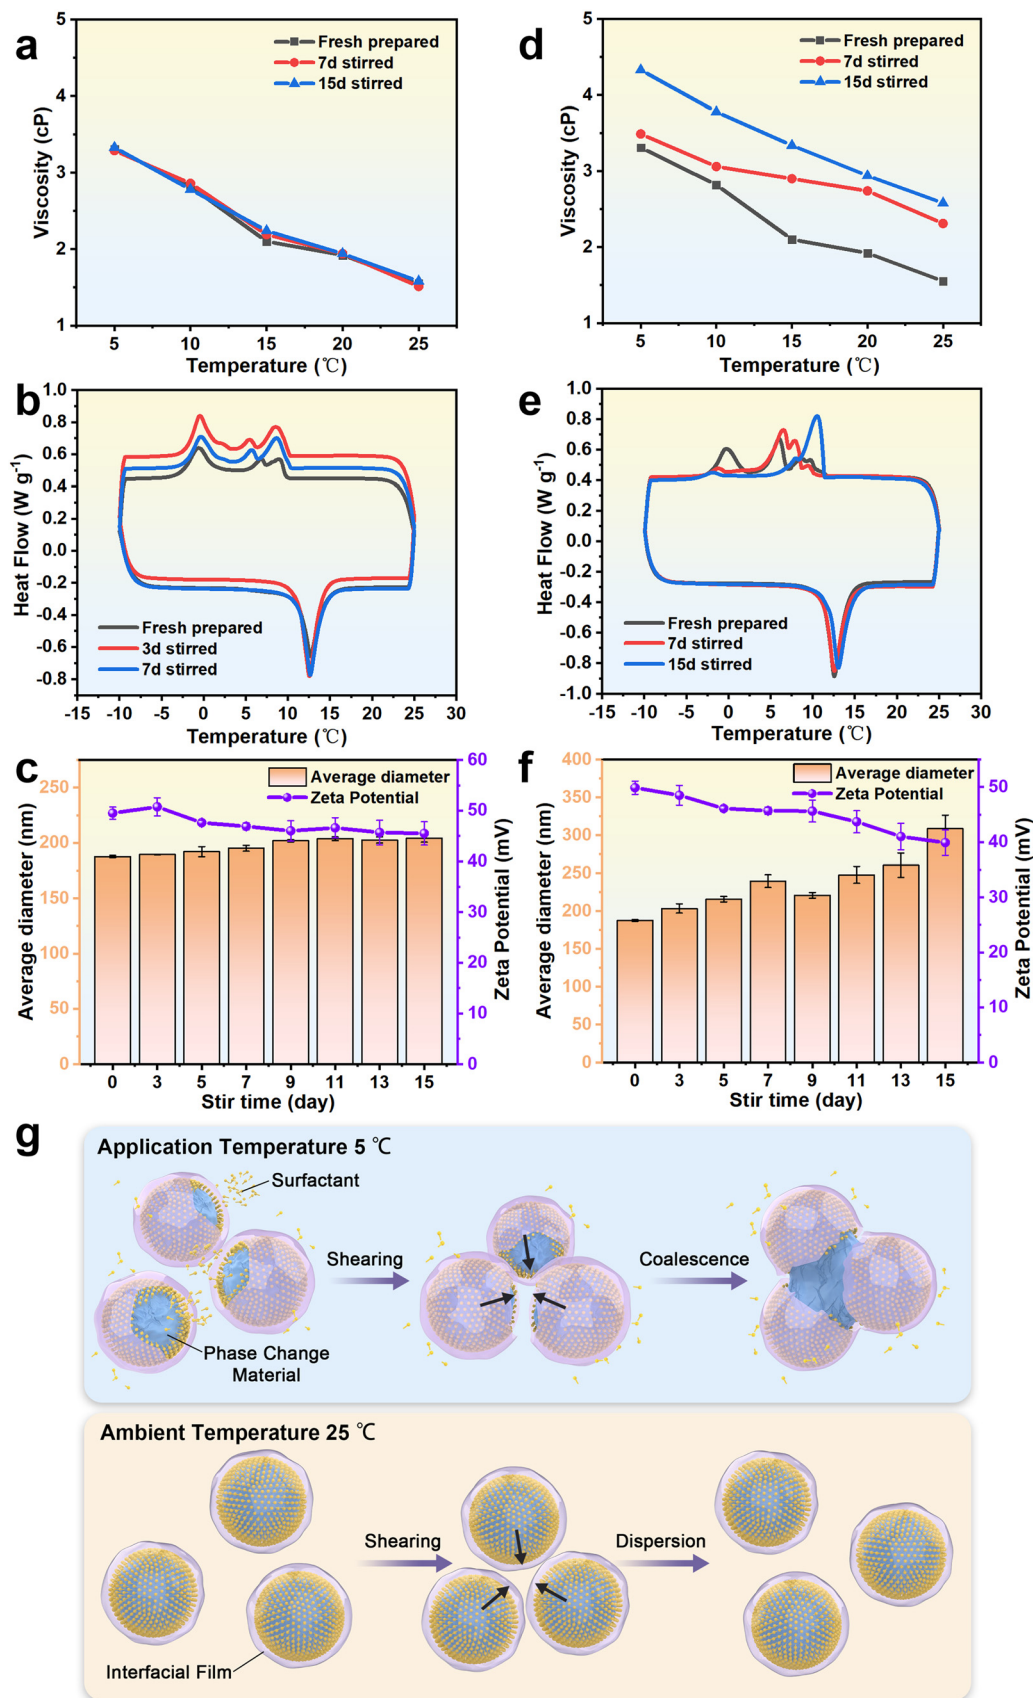 a
5
4
3
2
1
Viscosity (cP)
Fresh prepared
7d stirred
15d stirred
5 10 15 20 25
Temperature (℃)
d
5
4
3
2
1
Viscosity (cP)
Fresh prepared
7d stirred
15d stirred
5 10 15 20 25
Temperature (℃)
b
1.0
0.8
0.6
0.4
0.2
0.0
-0.2
-0.4
-0.6
-0.8
Heat Flow (W g⁻¹)
Fresh prepared
3d stirred
7d stirred
-15 -10 -5 0 5 10 15 20 25 30
Temperature (℃)
e
1.0
0.8
0.6
0.4
0.2
0.0
-0.2
-0.4
-0.6
-0.8
-1.0
Heat Flow (W g⁻¹)
Fresh prepared
7d stirred
15d stirred
-15 -10 -5 0 5 10 15 20 25 30
Temperature (℃)
c
250
200
150
100
50
0
Average diameter (nm)
Average diameter
Zeta Potential
60
50
40
30
20
10
0
Zeta Potential (mV)
0 3 5 7 9 11 13 15
Stir time (day)
f
400
350
300
250
200
150
100
50
0
Average diameter (nm)
Average diameter
Zeta Potential
50
40
30
20
10
0
Zeta Potential (mV)
0 3 5 7 9 11 13 15
Stir time (day)
g
Application Temperature 5 ℃
Surfactant
Shearing
Coalescence
Phase Change
Material
Ambient Temperature 25 ℃
Shearing
Dispersion
Interfacial Film